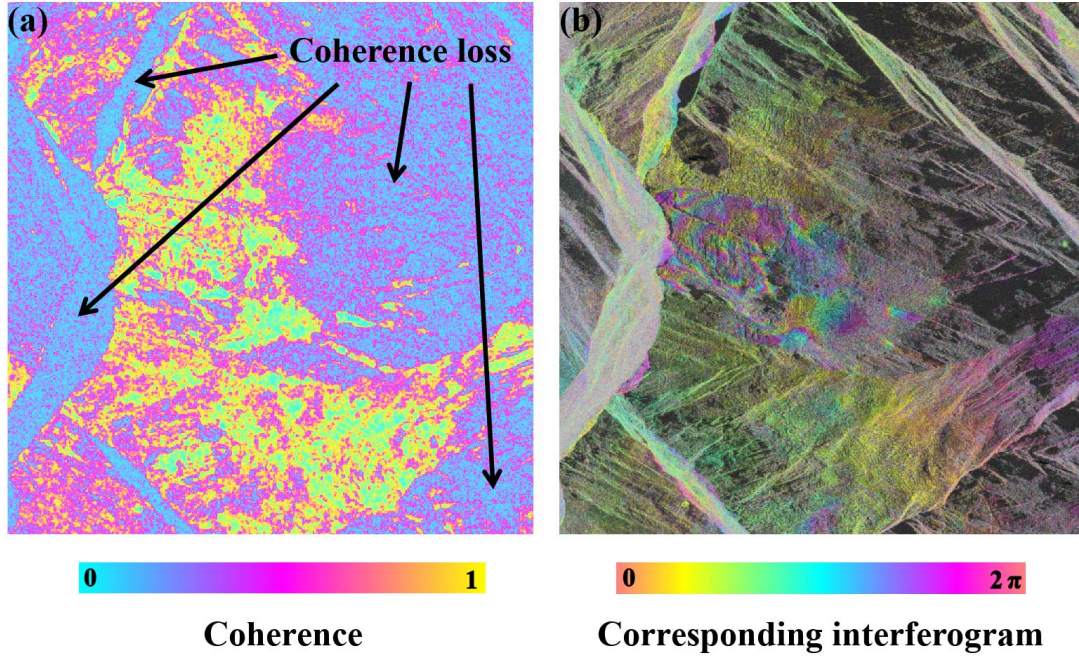 (a)
(b)
Coherence loss
0 1
0 2π
Coherence
Corresponding interferogram